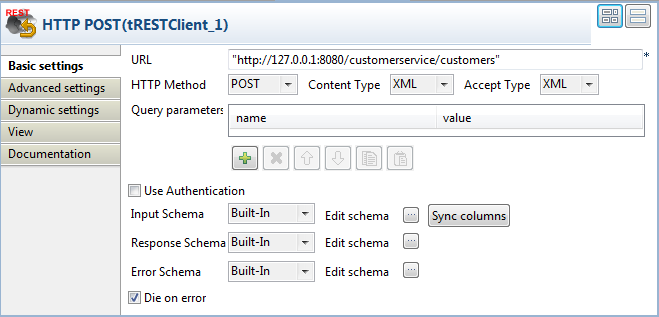 REST
HTTP POST(tRESTClient_1)
Basic settings
Advanced settings
Dynamic settings
View
Documentation
URL "http://127.0.0.1:8080/customerservice/customers" *
HTTP Method POST Content Type XML Accept Type XML
Query parameters name value
Use Authentication
Input Schema Built-In Edit schema ... Sync columns
Response Schema Built-In Edit schema ...
Error Schema Built-In Edit schema ...
Die on error